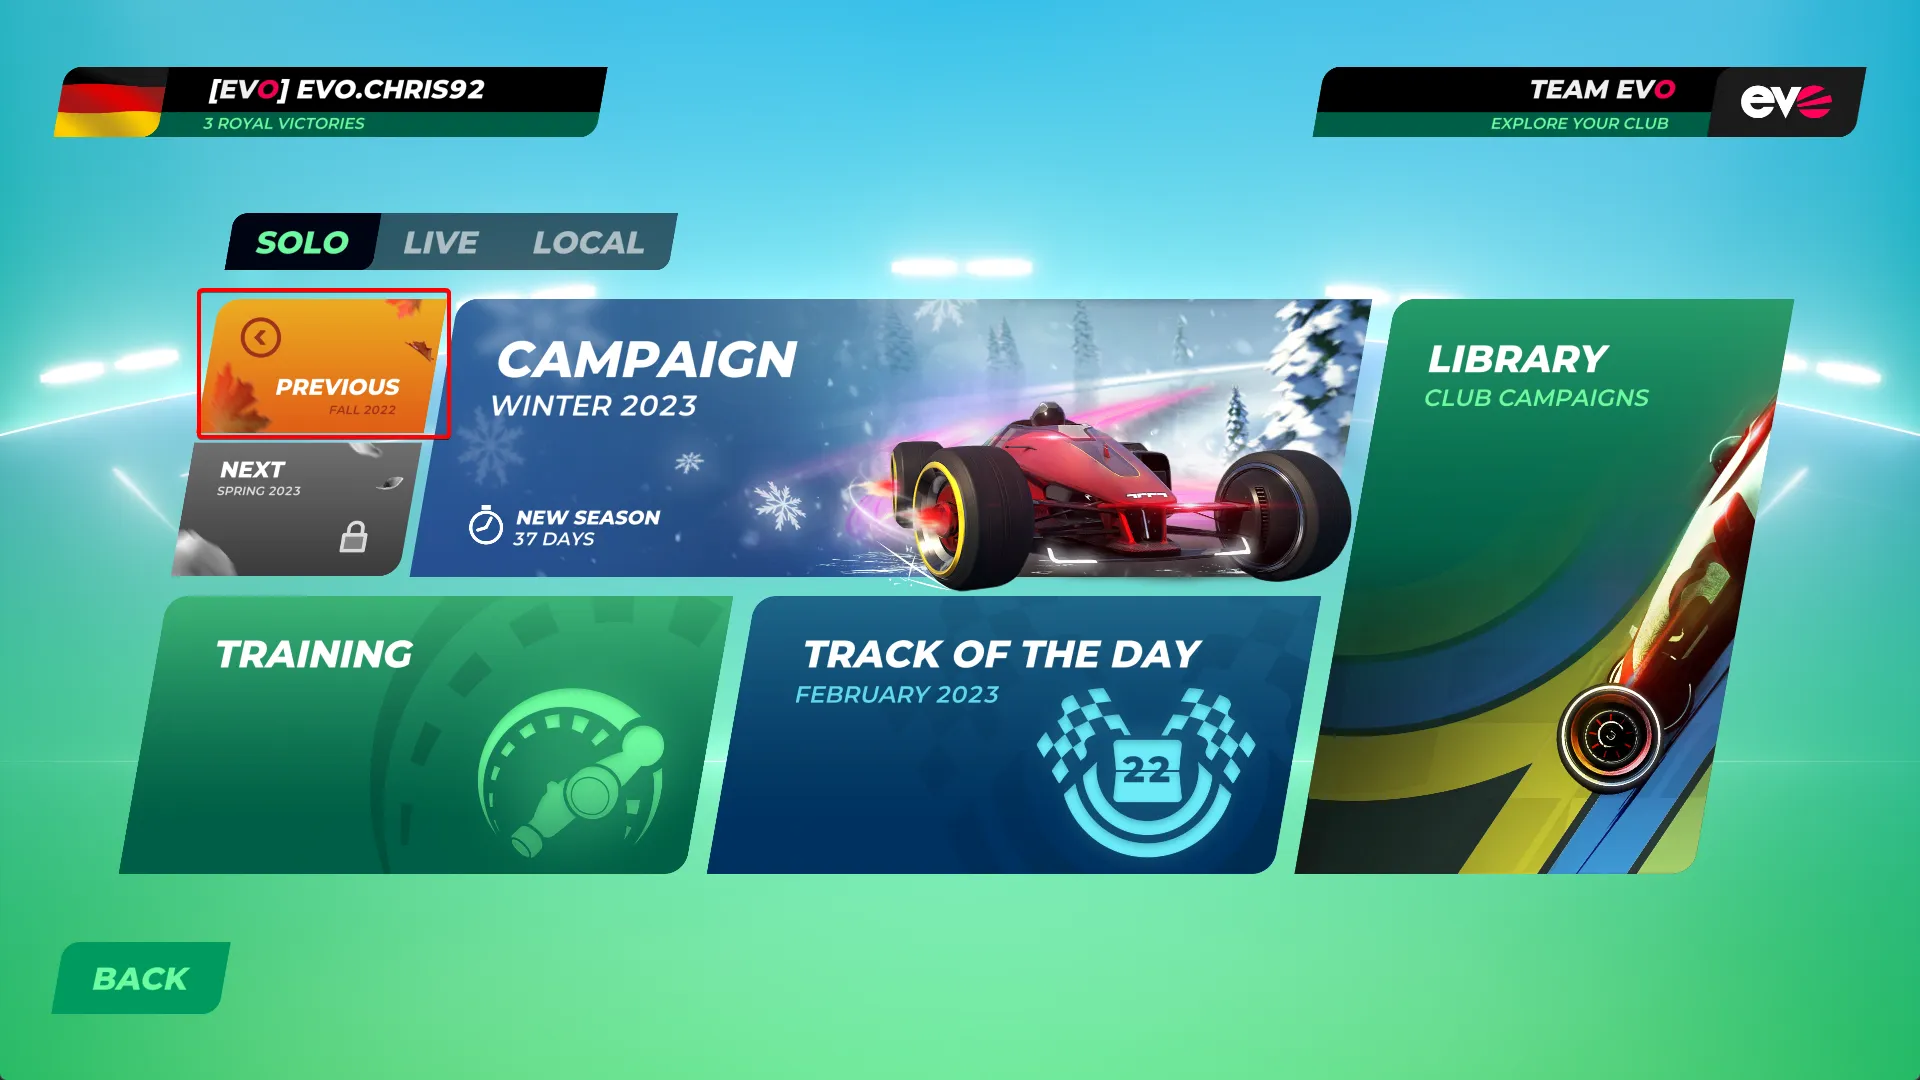 [EVO] EVO.CHRIS92
3 ROYAL VICTORIES
TEAM EVO
EXPLORE YOUR CLUB
evo
SOLO
LIVE
LOCAL
PREVIOUS
FALL 2022
NEXT
SPRING 2023
CAMPAIGN
WINTER 2023
NEW SEASON
37 DAYS
LIBRARY
CLUB CAMPAIGNS
TRAINING
TRACK OF THE DAY
FEBRUARY 2023
22
BACK